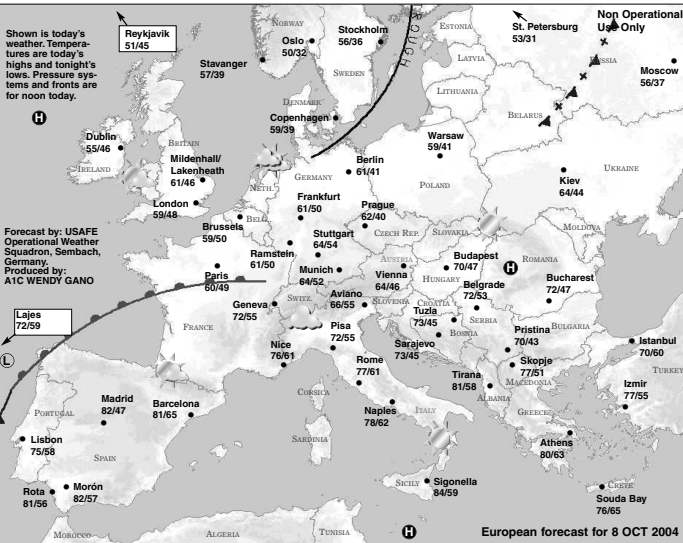 Shown is today's
weather. Tempera-
tures are today's
highs and tonight's
lows. Pressure sys-
tems and fronts are
for noon today.
Reykjavik
51/45
NORWAY
Oslo
50/32
Stockholm
56/36
TROUGH
ESTONIA
St. Petersburg
53/31
Non Operational
Use Only
RUSSIA
Stavanger
57/39
SWEDEN
LATVIA
Moscow
56/37
LITHUANIA
DENMARK
Copenhagen
59/39
BELARUS
H
Dublin
55/46
BRITAIN
IRELAND
Mildenhall/
Lakenheath
61/46
Warsaw
59/41
Berlin
61/41
GERMANY
NETH.
POLAND
UKRAINE
Kiev
64/44
London
59/48
BELG.
Brussels
59/50
Frankfurt
61/50
Prague
62/40
CZECH REP.
SLOVAKIA
MOLDOVA
Forecast by: USAFE
Operational Weather
Squadron, Sembach,
Germany.
Produced by:
A1C WENDY GANO
Stuttgart
64/54
Ramstein
61/50
Paris
60/49
Munich
64/52
AUSTRIA
Vienna
64/46
Budapest
70/47
HUNGARY
ROMANIA
H
Bucharest
72/47
Lajes
72/59
Geneva
72/55
SWITZ.
Aviano
66/55
SLOVENIA
CROATIA
Belgrade
72/53
SERBIA
Tuzla
73/45
BOSNIA
BULGARIA
FRANCE
Pisa
72/55
Sarajevo
73/45
Pristina
70/43
Istanbul
70/60
L
Nice
76/61
Rome
77/61
Skopje
77/51
MACEDONIA
TURKEY
Tirana
81/58
ALBANIA
Izmir
77/55
CORSICA
Madrid
82/47
Barcelona
81/65
Naples
78/62
ITALY
GREECE
PORTUGAL
Lisbon
75/58
SPAIN
SARDINIA
Athens
80/63
Rota
81/56
Morón
82/57
SICILY
Sigonella
84/59
CRETE
Souda Bay
76/65
MOROCCO
ALGERIA
TUNISIA
H
European forecast for 8 OCT 2004